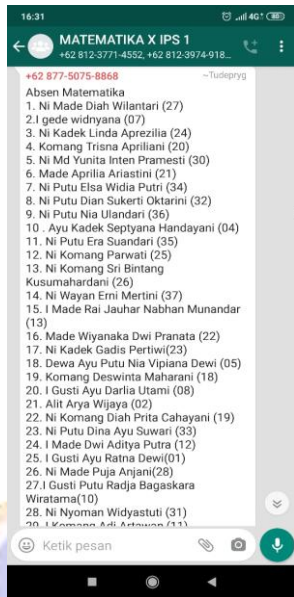 16:31
4G+ 80
MATEMATIKA X IPS 1
+62 812-3771-4552, +62 812-3974-918...
+62 877-5075-8868
~Tudepryg
Absen Matematika
1. Ni Made Diah Wilantari (27)
2.I gede widnyana (07)
3. Ni Kadek Linda Aprezilia (24)
4. Komang Trisna Apriliani (20)
5. Ni Md Yunita Inten Pramesti (30)
6. Made Aprilia Ariastini (21)
7. Ni Putu Elsa Widia Putri (34)
8. Ni Putu Dian Sukerti Oktarini (32)
9. Ni Putu Nia Ulandari (36)
10 . Ayu Kadek Septyana Handayani (04)
11. Ni Putu Era Suandari (35)
12. Ni Komang Parwati (25)
13. Ni Komang Sri Bintang
Kusumahardani (26)
14. Ni Wayan Erni Mertini (37)
15. I Made Rai Jauhar Nabhan Munandar
(13)
16. Made Wiyanaka Dwi Pranata (22)
17. Ni Kadek Gadis Pertiwi(23)
18. Dewa Ayu Putu Nia Vipiana Dewi (05)
19. Komang Deswinta Maharani (18)
20. I Gusti Ayu Darlia Utami (08)
21. Alit Arya Wijaya (02)
22. Ni Komang Diah Prita Cahayani (19)
23. Ni Putu Dina Ayu Suwari (33)
24. I Made Dwi Aditya Putra (12)
25. I Gusti Ayu Ratna Dewi(01)
26. Ni Made Puja Anjani(28)
27.I Gusti Putu Radja Bagaskara
Wiratama(10)
28. Ni Nyoman Widyastuti (31)
29. I Komang Adi Artawan (11)
Ketik pesan